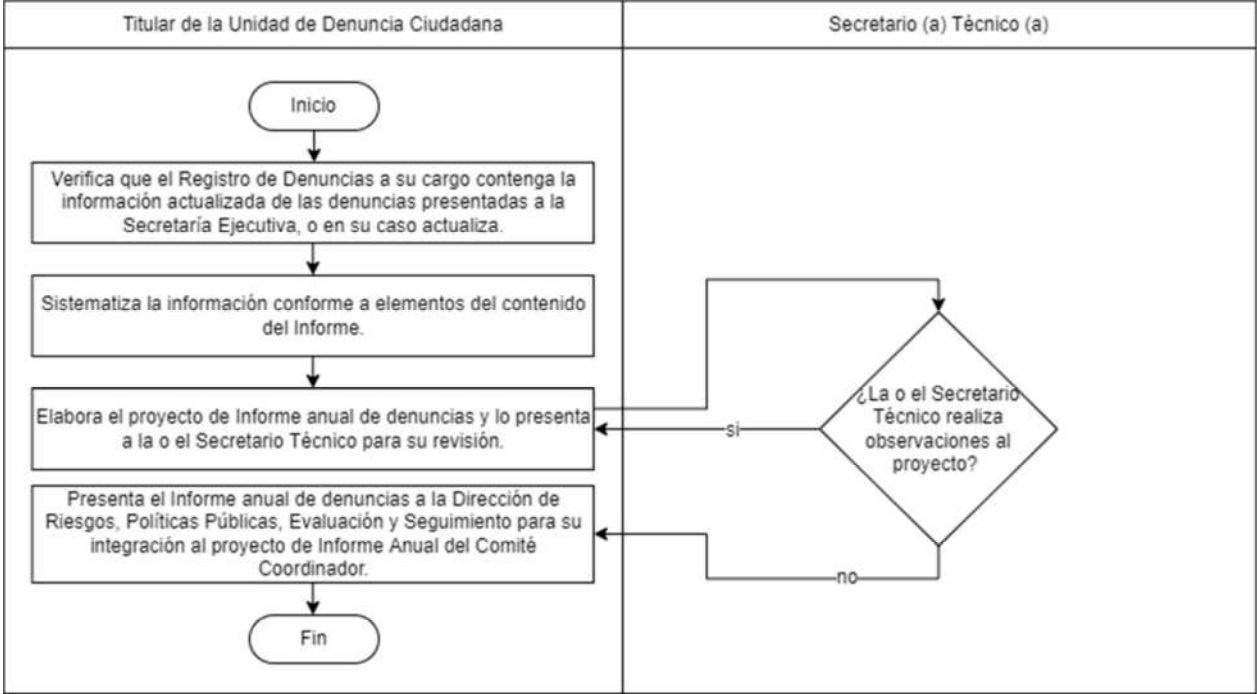 Titular de la Unidad de Denuncia Ciudadana
Secretario (a) Técnico (a)
Inicio
Verifica que el Registro de Denuncias a su cargo contenga la
información actualizada de las denuncias presentadas a la
Secretaría Ejecutiva, o en su caso actualiza.
Sistematiza la información conforme a elementos del contenido
del Informe.
Elabora el proyecto de Informe anual de denuncias y lo presenta
a la o el Secretario Técnico para su revisión.
¿La o el Secretario
Técnico realiza
observaciones al
proyecto?
si
Presenta el Informe anual de denuncias a la Dirección de
Riesgos, Políticas Públicas, Evaluación y Seguimiento para su
integración al proyecto de Informe Anual del Comité
Coordinador.
no
Fin